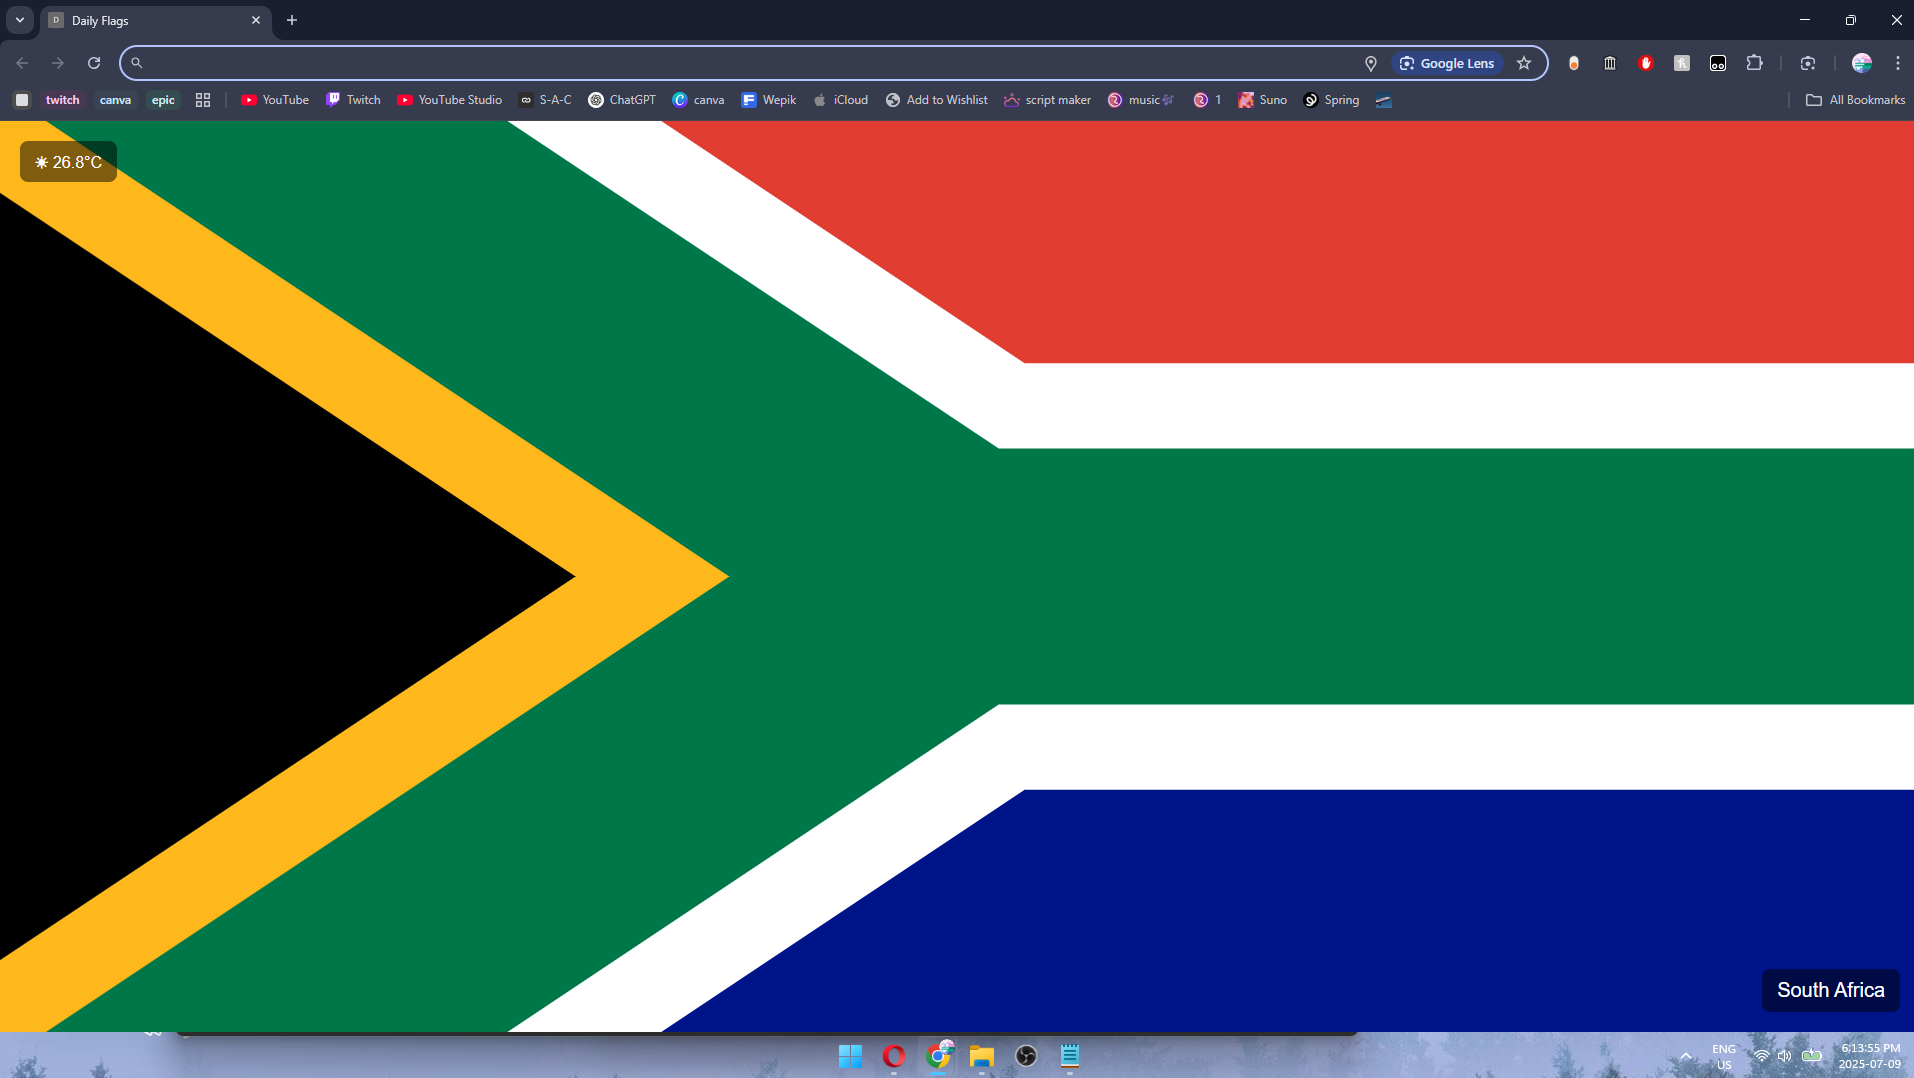 Daily Flags
Google Lens
twitch canva epic YouTube Twitch YouTube Studio S-A-C ChatGPT canva Wepik iCloud Add to Wishlist script maker music 1 Suno Spring All Bookmarks
26.8°C
South Africa
ENG
US
6:13:55 PM
2025-07-09